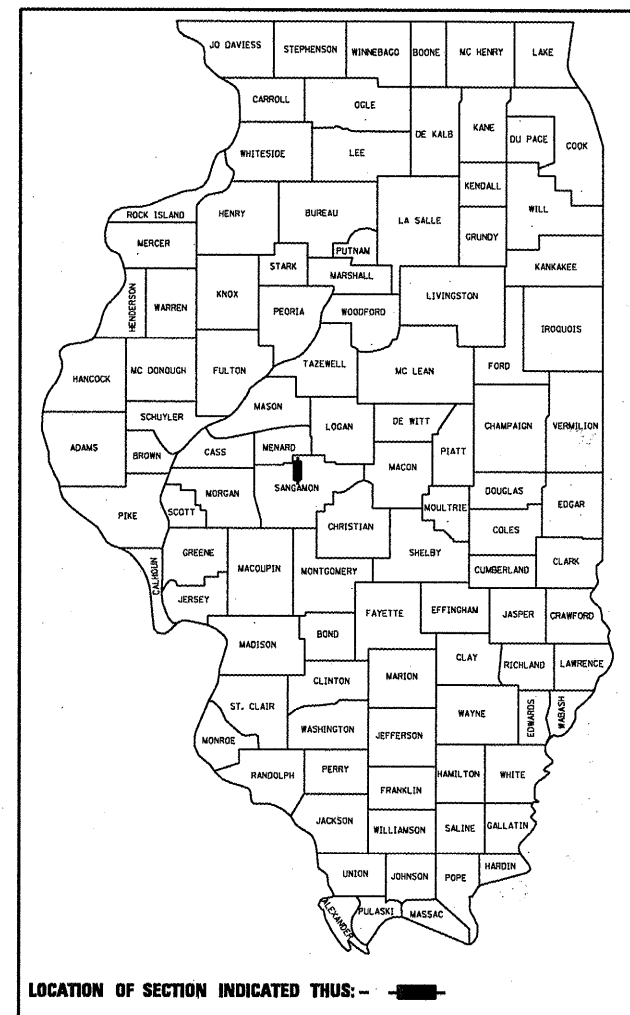 JO DAVIESS STEPHENSON WINNEBAGO BOONE MC HENRY LAKE
CARROLL OGLE DE KALB KANE DU PAGE COOK
WHITESIDE LEE
KENDALL WILL
ROCK ISLAND HENRY BUREAU LA SALLE GRUNDY
MERCER PUTNAM
STARK MARSHALL KANKAKEE
HENDERSON WARREN KNOX PEORIA WOODFORD LIVINGSTON IROQUOIS
HANCOCK MC DONOUGH FULTON TAZEWELL MC LEAN FORD
SCHUYLER MASON LOGAN DE WITT CHAMPAIGN VERMILION
ADAMS BROWN CASS MENARD MACON PIATT
SANGAMON
PIKE SCOTT MORGAN CHRISTIAN MOULTRIE DOUGLAS EDGAR
COLES
CALHOUN GREENE MACOUPIN MONTGOMERY SHELBY CUMBERLAND CLARK
JERSEY FAYETTE EFFINGHAM JASPER CRAWFORD
MADISON BOND CLAY RICHLAND LAWRENCE
CLINTON MARION
ST. CLAIR WAYNE EDWARDS WABASH
MONROE WASHINGTON JEFFERSON
RANDOLPH PERRY FRANKLIN HAMILTON WHITE
JACKSON WILLIAMSON SALINE GALLATIN
UNION JOHNSON POPE HARDIN
ALEXANDER PULASKI MASSAC
LOCATION OF SECTION INDICATED THUS: -